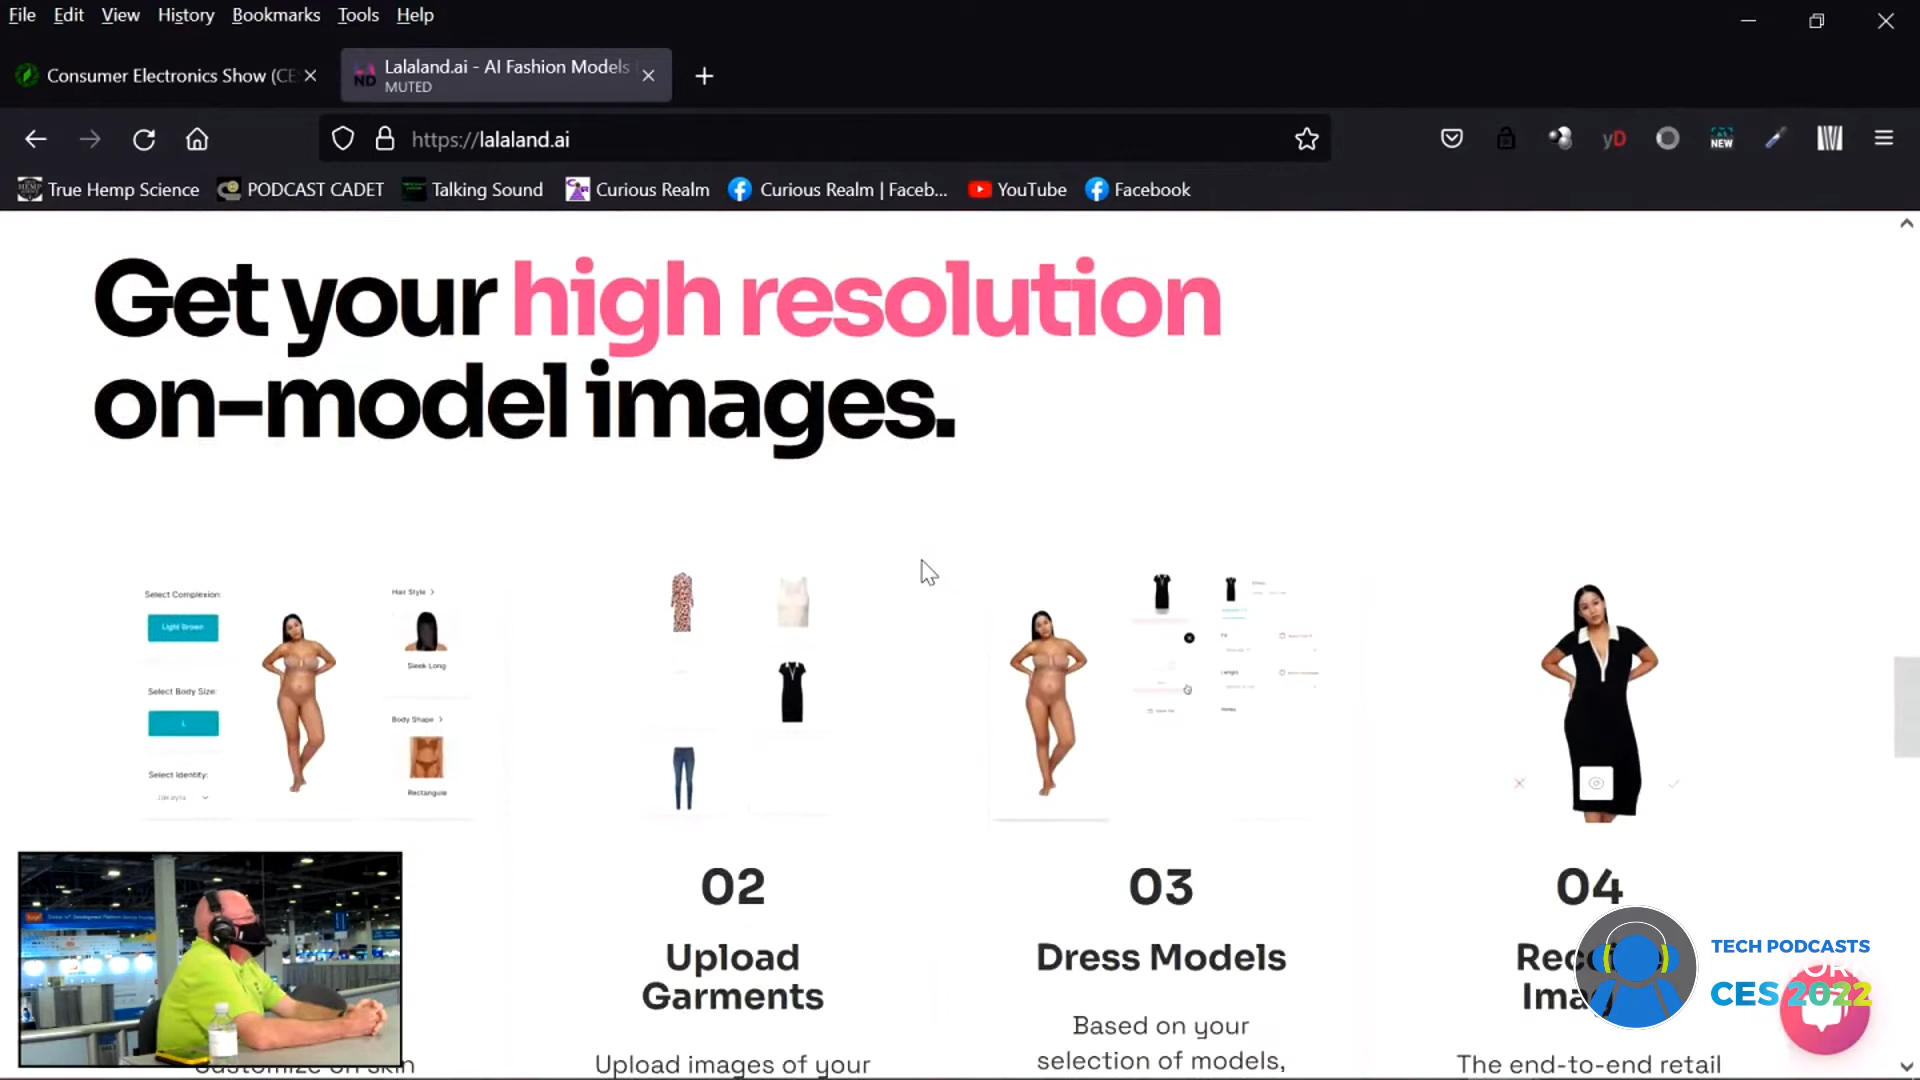 File Edit View History Bookmarks Tools Help
Consumer Electronics Show (CE
Lalaland.ai - AI Fashion Models
MUTED
https://lalaland.ai
yD
NEW
True Hemp Science PODCAST CADET Talking Sound Curious Realm Curious Realm | Faceb... YouTube Facebook
Get your high resolution
on-model images.
Select Complexion:
Light Brown
Select Body Size:
L
Select Identity:
Hair Style >
Sleek Long
Body Shape >
Rectangle
Length
02
Upload
Garments
Upload images of your
03
Dress Models
Based on your
selection of models,
04
The end-to-end retail
TECH PODCASTS
CES 2022